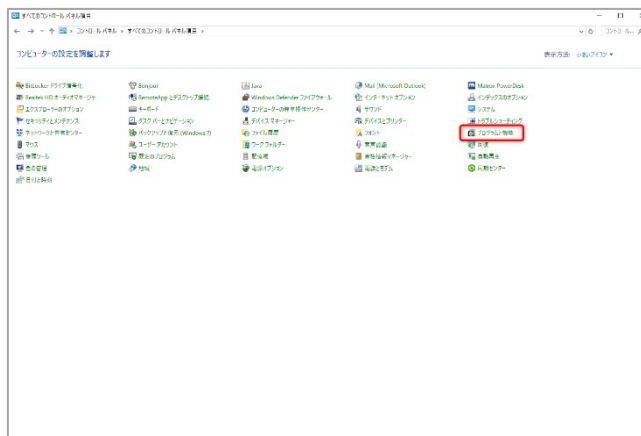 すべてのコントロール パネル項目
コントロール パネル › すべてのコントロール パネル項目
コンピューターの設定を調整します
表示方法: 小さいアイコン
BitLocker ドライブ暗号化 Bonjour Java Mail (Microsoft Outlook) Matrox PowerDesk
Realtek HD オーディオマネージャ RemoteApp とデスクトップ接続 Windows Defender ファイアウォール インターネット オプション インデックスのオプション
エクスプローラーのオプション キーボード コンピューターの簡単操作センター サウンド システム
セキュリティとメンテナンス タスク バーとナビゲーション デバイス マネージャー デバイスとプリンター トラブルシューティング
ネットワークと共有センター バックアップと復元 (Windows 7) ファイル履歴 フォント プログラムと機能
マウス ユーザー アカウント ワーク フォルダー 音声認識 回復
管理ツール 既定のプログラム 記憶域 資格情報マネージャー 自動再生
色の管理 地域 電源オプション 電話とモデム 同期センター
日付と時刻